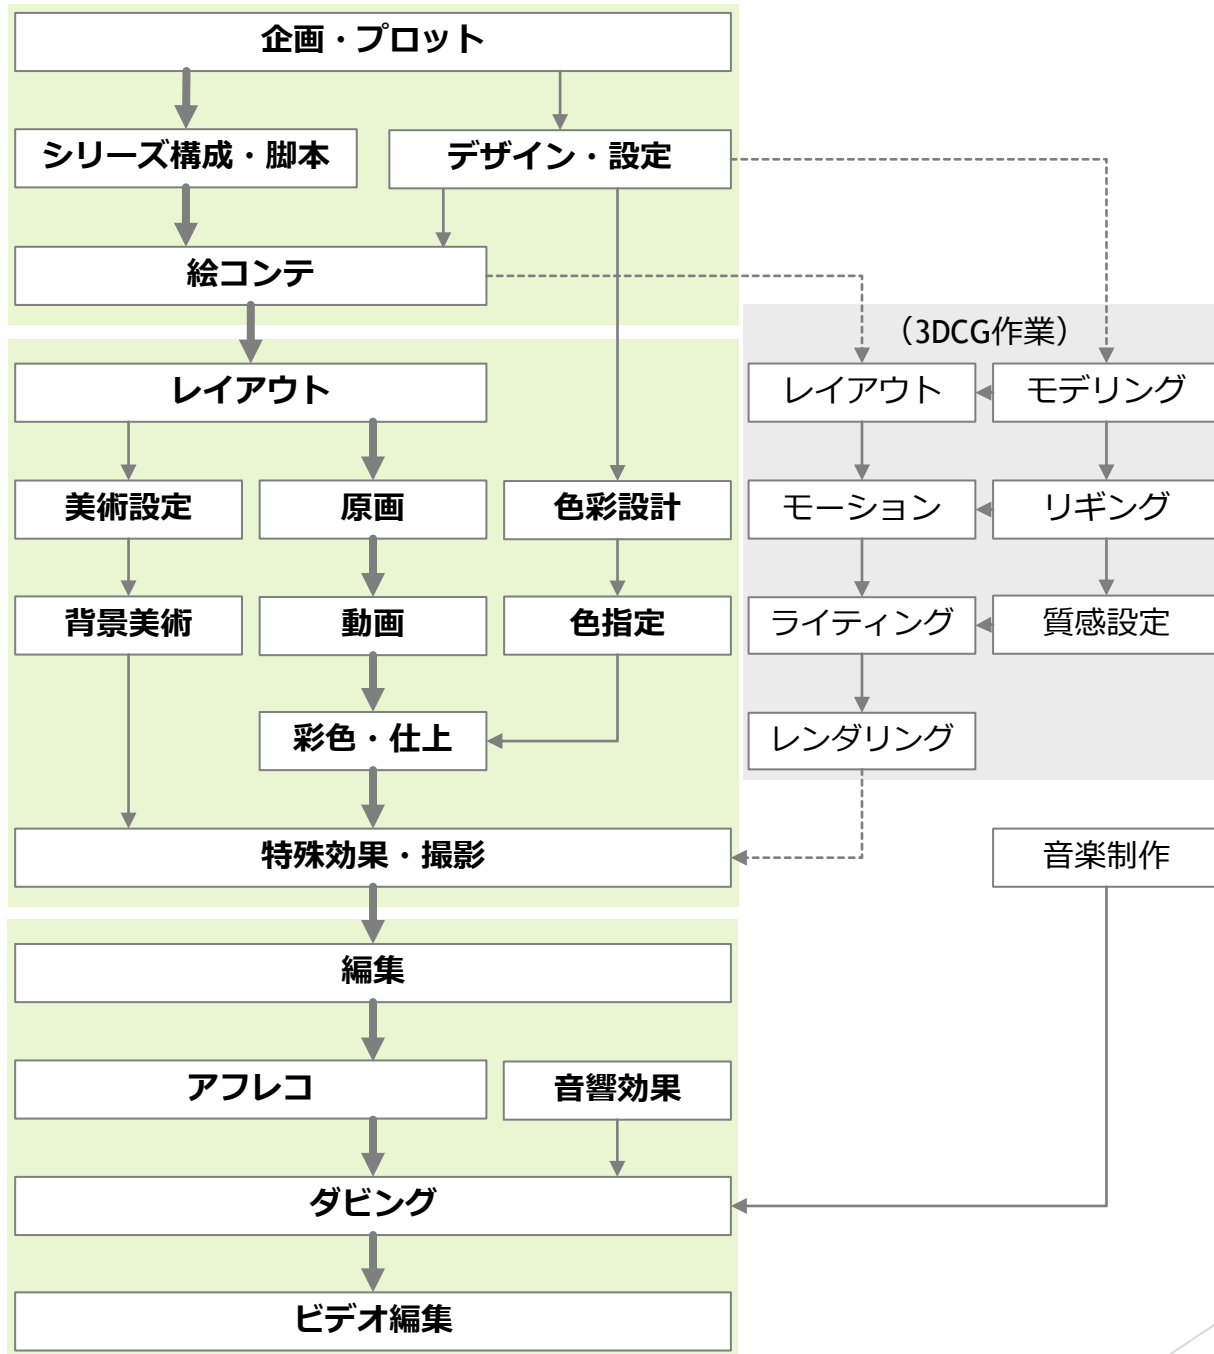 企画・プロット
シリーズ構成・脚本
デザイン・設定
絵コンテ
(3DCG作業)
レイアウト
レイアウト
モデリング
美術設定
原画
色彩設計
モーション
リギング
背景美術
動画
色指定
ライティング
質感設定
彩色・仕上
レンダリング
特殊効果・撮影
音楽制作
編集
アフレコ
音響効果
ダビング
ビデオ編集